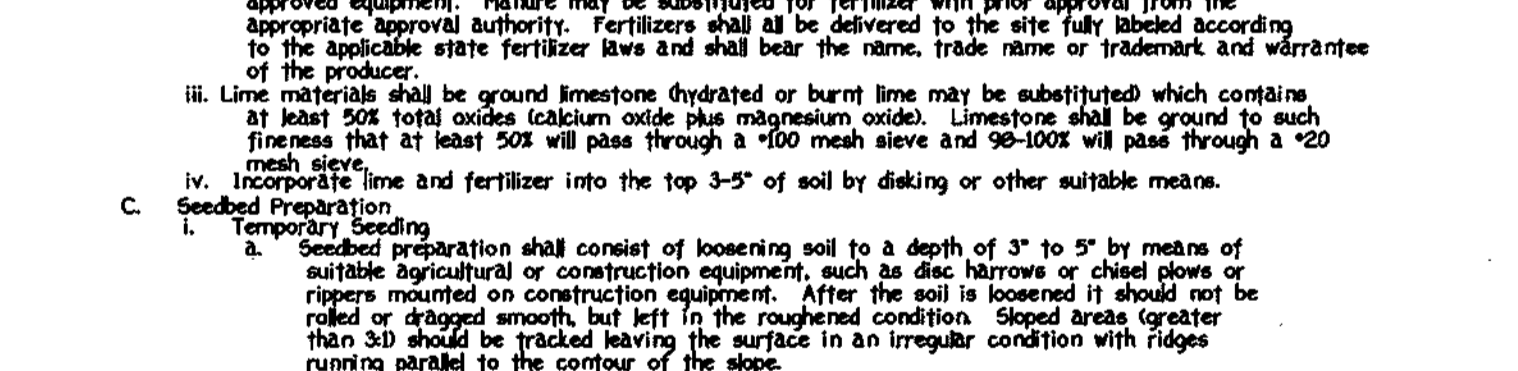 approved equipment. Manure may be substituted for fertilizer with prior approval from the
appropriate approval authority. Fertilizers shall all be delivered to the site fully labeled according
to the applicable state fertilizer laws and shall bear the name, trade name or trademark and warrantee
of the producer.
iii. Lime materials shall be ground limestone (hydrated or burnt lime may be substituted) which contains
at least 50% total oxides (calcium oxide plus magnesium oxide). Limestone shall be ground to such
fineness that at least 50% will pass through a #100 mesh sieve and 98-100% will pass through a #20
mesh sieve.
iv. Incorporate lime and fertilizer into the top 3-5" of soil by disking or other suitable means.
C. Seedbed Preparation
i. Temporary Seeding
a. Seedbed preparation shall consist of loosening soil to a depth of 3" to 5" by means of
suitable agricultural or construction equipment, such as disc harrows or chisel plows or
rippers mounted on construction equipment. After the soil is loosened it should not be
rolled or dragged smooth, but left in the roughened condition. Sloped areas (greater
than 3:1) should be tracked leaving the surface in an irregular condition with ridges
running parallel to the contour of the slope.